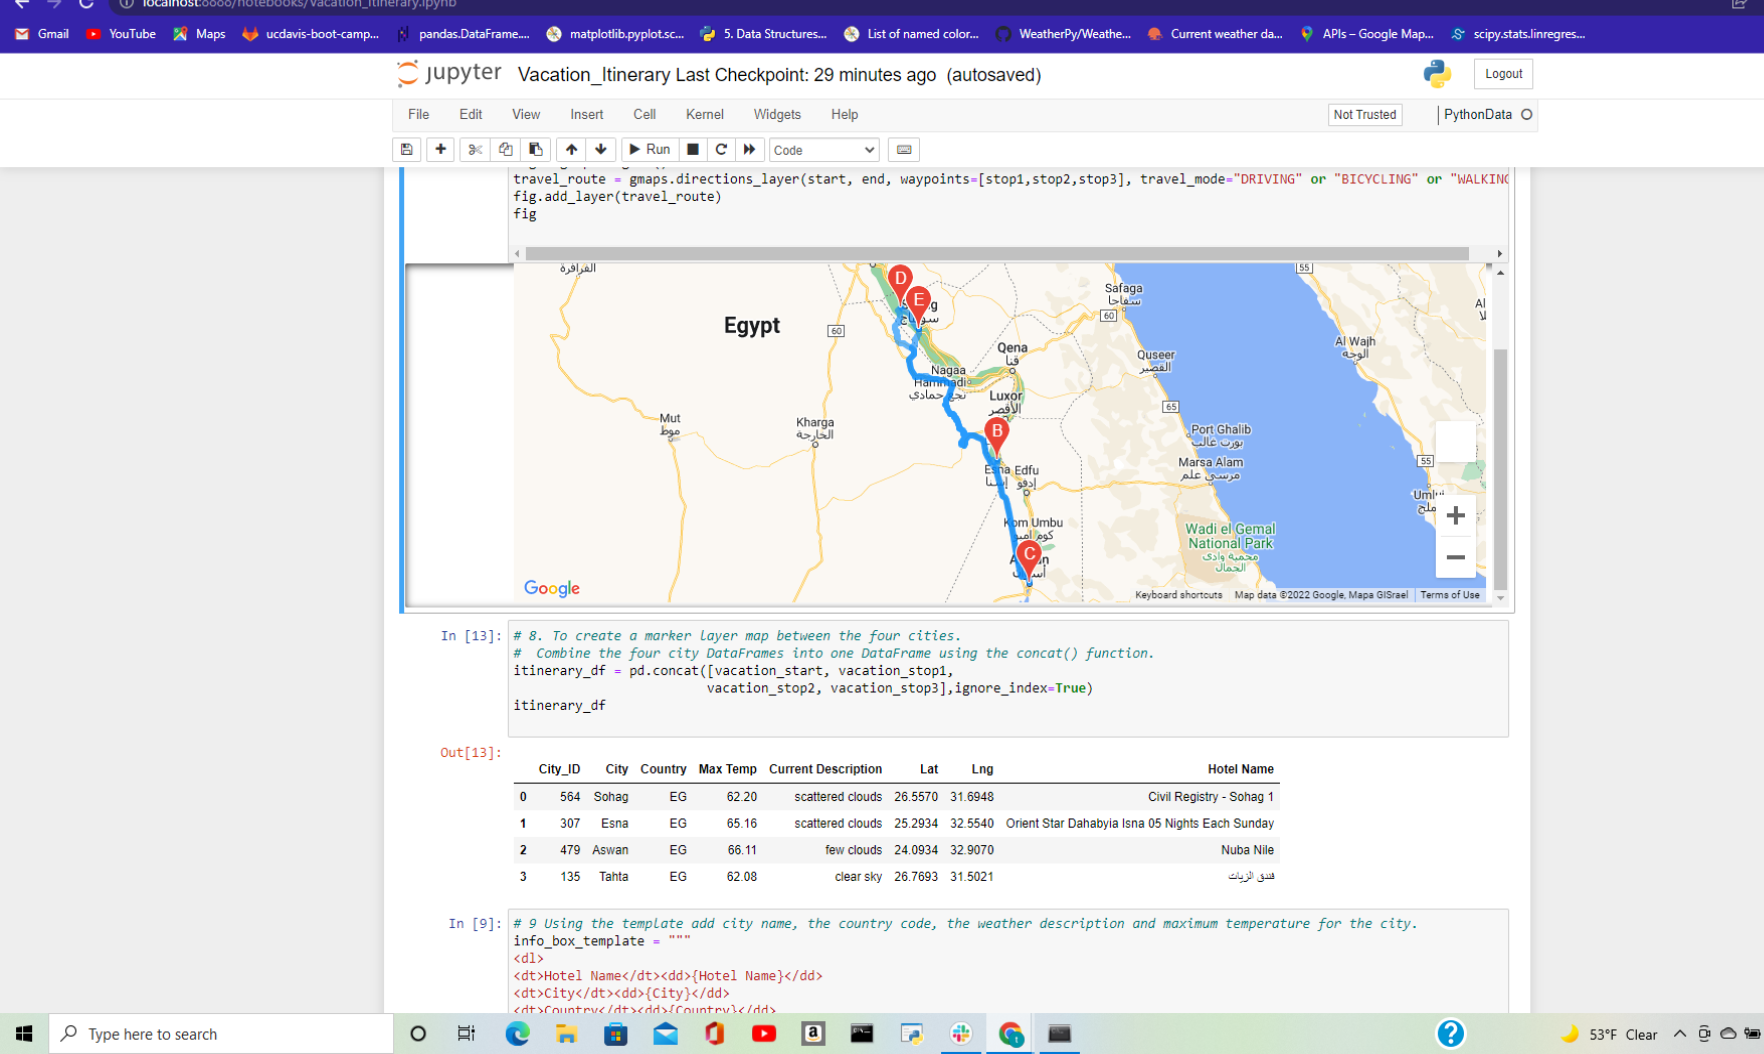 localhost:8888/notebooks/Vacation_Itinerary.ipynb
Gmail YouTube Maps ucdavis-boot-camp... pandas.DataFrame.... matplotlib.pyplot.sc... 5. Data Structures... List of named color... WeatherPy/Weathe... Current weather da... APIs – Google Map... scipy.stats.linregres...
jupyter Vacation_Itinerary Last Checkpoint: 29 minutes ago (autosaved) Logout
File Edit View Insert Cell Kernel Widgets Help Not Trusted PythonData
Run Code
travel_route = gmaps.directions_layer(start, end, waypoints=[stop1,stop2,stop3], travel_mode="DRIVING" or "BICYCLING" or "WALKING
fig.add_layer(travel_route)
fig
الفرافرة
55
D
E
Safaga
سفاجا
60
Egypt
60
Qena
قنا
Quseer
القصير
Al Wajh
الوجه
Nagaa
Hammadi
نجع حمادي
Luxor
الأقصر
65
Mut
موط
Kharga
الخارجة
B
Port Ghalib
بورت غالب
Marsa Alam
مرسى علم
55
Esna Edfu
إسنا إدفو
Kom Umbu
كوم أمبو
C
Wadi el Gemal
National Park
محمية وادي
الجمال
Google
Keyboard shortcuts Map data ©2022 Google, Mapa GISrael Terms of Use
In [13]: # 8. To create a marker layer map between the four cities.
# Combine the four city DataFrames into one DataFrame using the concat() function.
itinerary_df = pd.concat([vacation_start, vacation_stop1,
vacation_stop2, vacation_stop3],ignore_index=True)
itinerary_df
Out[13]:
City_ID City Country Max Temp Current Description Lat Lng Hotel Name
0 564 Sohag EG 62.20 scattered clouds 26.5570 31.6948 Civil Registry - Sohag 1
1 307 Esna EG 65.16 scattered clouds 25.2934 32.5540 Orient Star Dahabyia Isna 05 Nights Each Sunday
2 479 Aswan EG 66.11 few clouds 24.0934 32.9070 Nuba Nile
3 135 Tahta EG 62.08 clear sky 26.7693 31.5021 فندق الزيات
In [9]: # 9 Using the template add city name, the country code, the weather description and maximum temperature for the city.
info_box_template = """
<dl>
<dt>Hotel Name</dt><dd>{Hotel Name}</dd>
<dt>City</dt><dd>{City}</dd>
<dt>Country</dt><dd>{Country}</dd>
Type here to search 53°F Clear